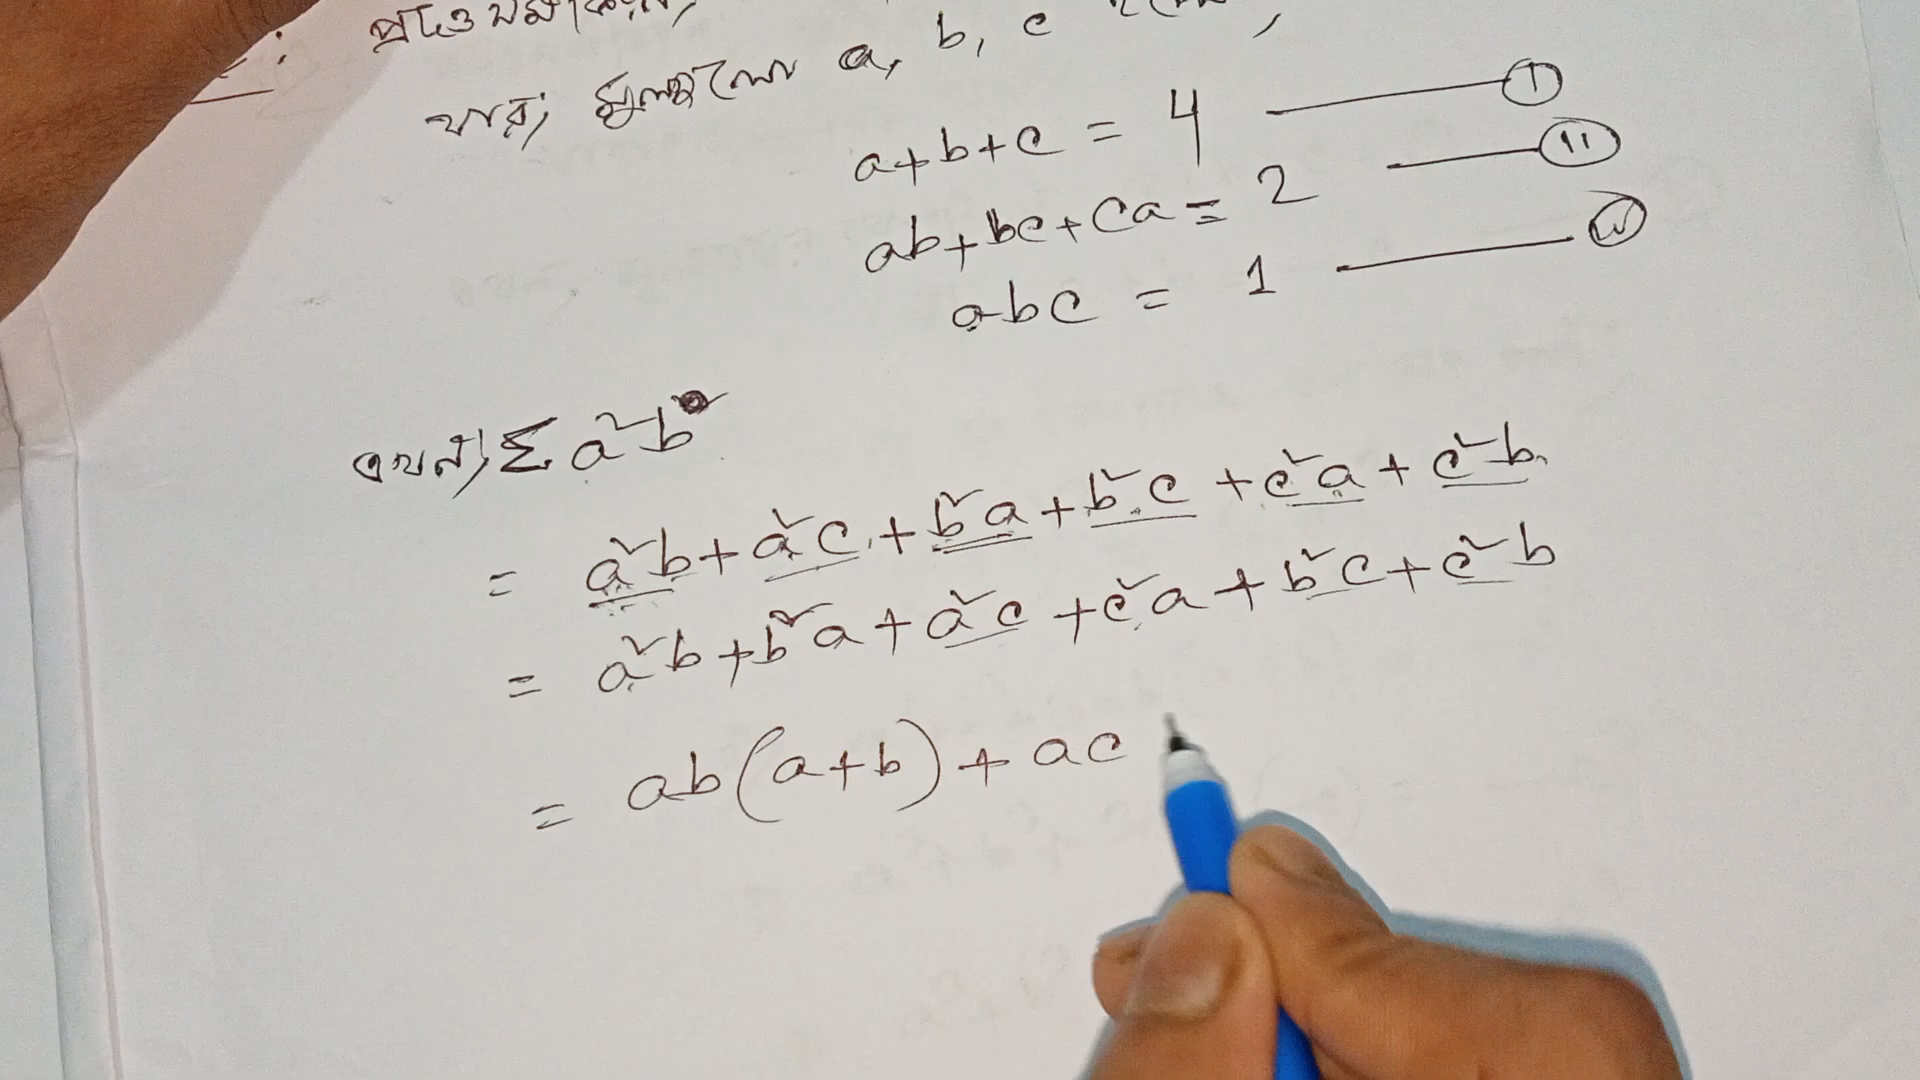 a, b, c
a+b+c = 4 —— (I)
ab+bc+ca = 2 —— (II)
abc = 1 ——
এখন, Σa²b
= a²b+a²c+b²a+b²c+c²a+c²b
= a²b+b²a+a²c+c²a+b²c+c²b
= ab(a+b)+ac